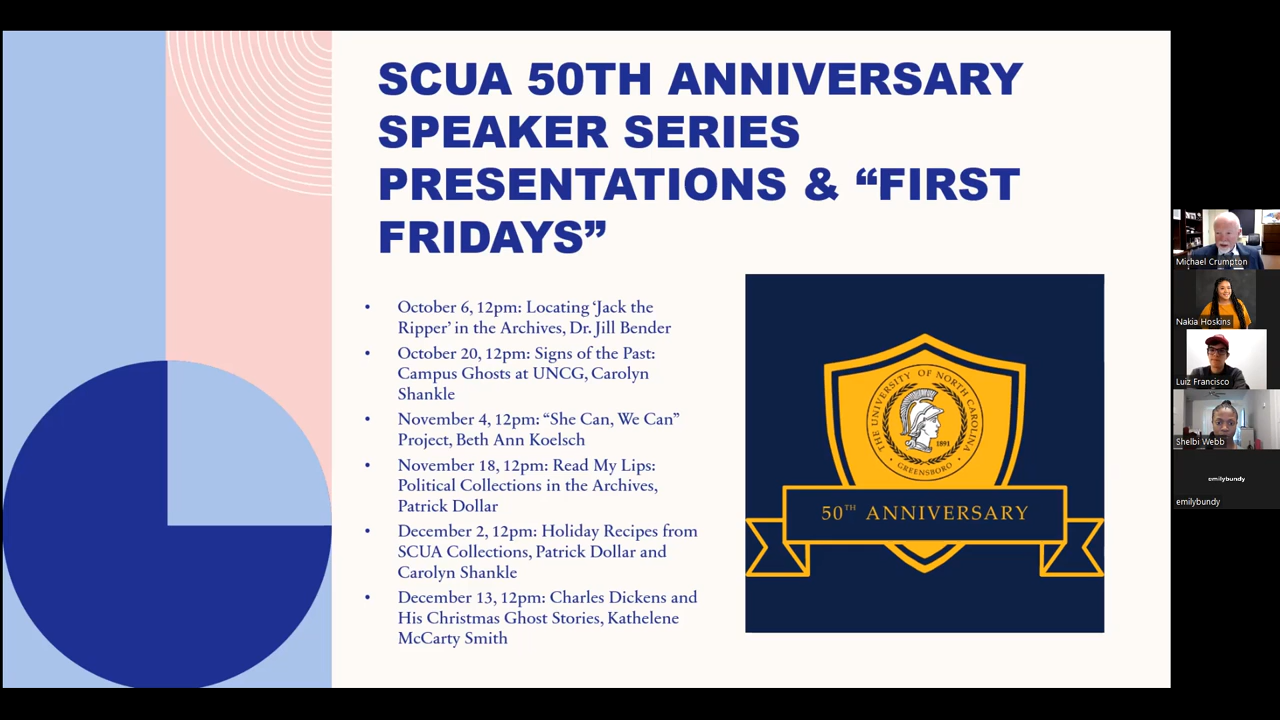 SCUA 50TH ANNIVERSARY
SPEAKER SERIES
PRESENTATIONS & “FIRST
FRIDAYS”
• October 6, 12pm: Locating ‘Jack the
Ripper’ in the Archives, Dr. Jill Bender
• October 20, 12pm: Signs of the Past:
Campus Ghosts at UNCG, Carolyn
Shankle
• November 4, 12pm: “She Can, We Can”
Project, Beth Ann Koelsch
• November 18, 12pm: Read My Lips:
Political Collections in the Archives,
Patrick Dollar
• December 2, 12pm: Holiday Recipes from
SCUA Collections, Patrick Dollar and
Carolyn Shankle
• December 13, 12pm: Charles Dickens and
His Christmas Ghost Stories, Kathelene
McCarty Smith
THE UNIVERSITY OF NORTH CAROLINA
1891
GREENSBORO
50TH ANNIVERSARY
Michael Crumpton
Nakia Hoskins
Luiz Francisco
Shelbi Webb
emilybundy
emilybundy